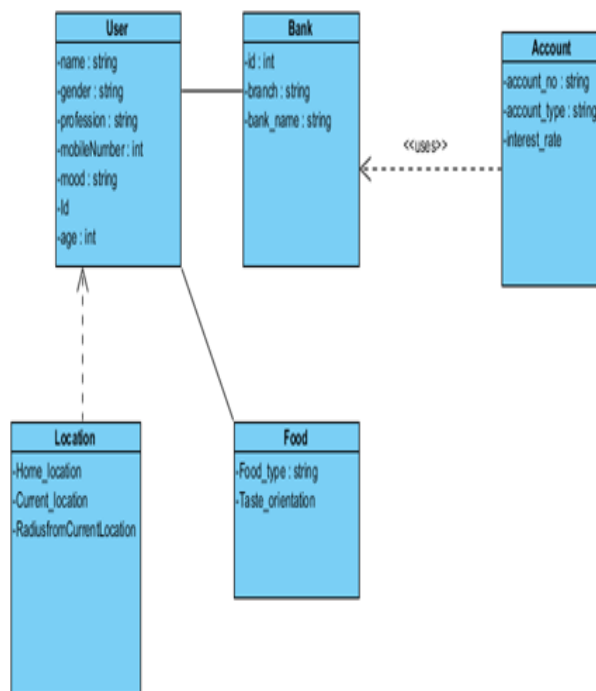 User
-name : string
-gender : string
-profession : string
-mobileNumber : int
-mood : string
-Id
-age : int
Bank
-id : int
-branch : string
-bank_name : string
Account
-account_no : string
-account_type : string
-interest_rate
<<uses>>
Location
-Home_location
-Current_location
-RadiusfromCurrentLocation
Food
-Food_type : string
-Taste_orientation